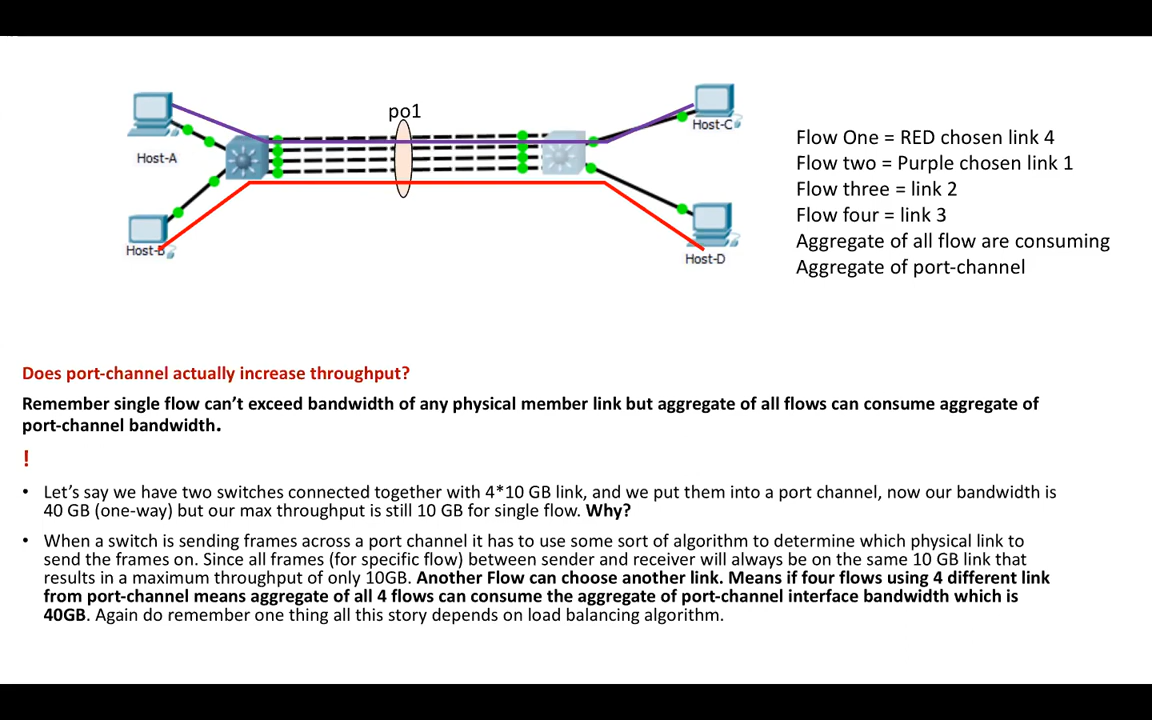 po1
Host-A
Host-B
Host-C
Host-D
Flow One = RED chosen link 4
Flow two = Purple chosen link 1
Flow three = link 2
Flow four = link 3
Aggregate of all flow are consuming
Aggregate of port-channel
Does port-channel actually increase throughput?
Remember single flow can’t exceed bandwidth of any physical member link but aggregate of all flows can consume aggregate of
port-channel bandwidth.
!
• Let’s say we have two switches connected together with 4*10 GB link, and we put them into a port channel, now our bandwidth is
40 GB (one-way) but our max throughput is still 10 GB for single flow. Why?
• When a switch is sending frames across a port channel it has to use some sort of algorithm to determine which physical link to
send the frames on. Since all frames (for specific flow) between sender and receiver will always be on the same 10 GB link that
results in a maximum throughput of only 10GB. Another Flow can choose another link. Means if four flows using 4 different link
from port-channel means aggregate of all 4 flows can consume the aggregate of port-channel interface bandwidth which is
40GB. Again do remember one thing all this story depends on load balancing algorithm.